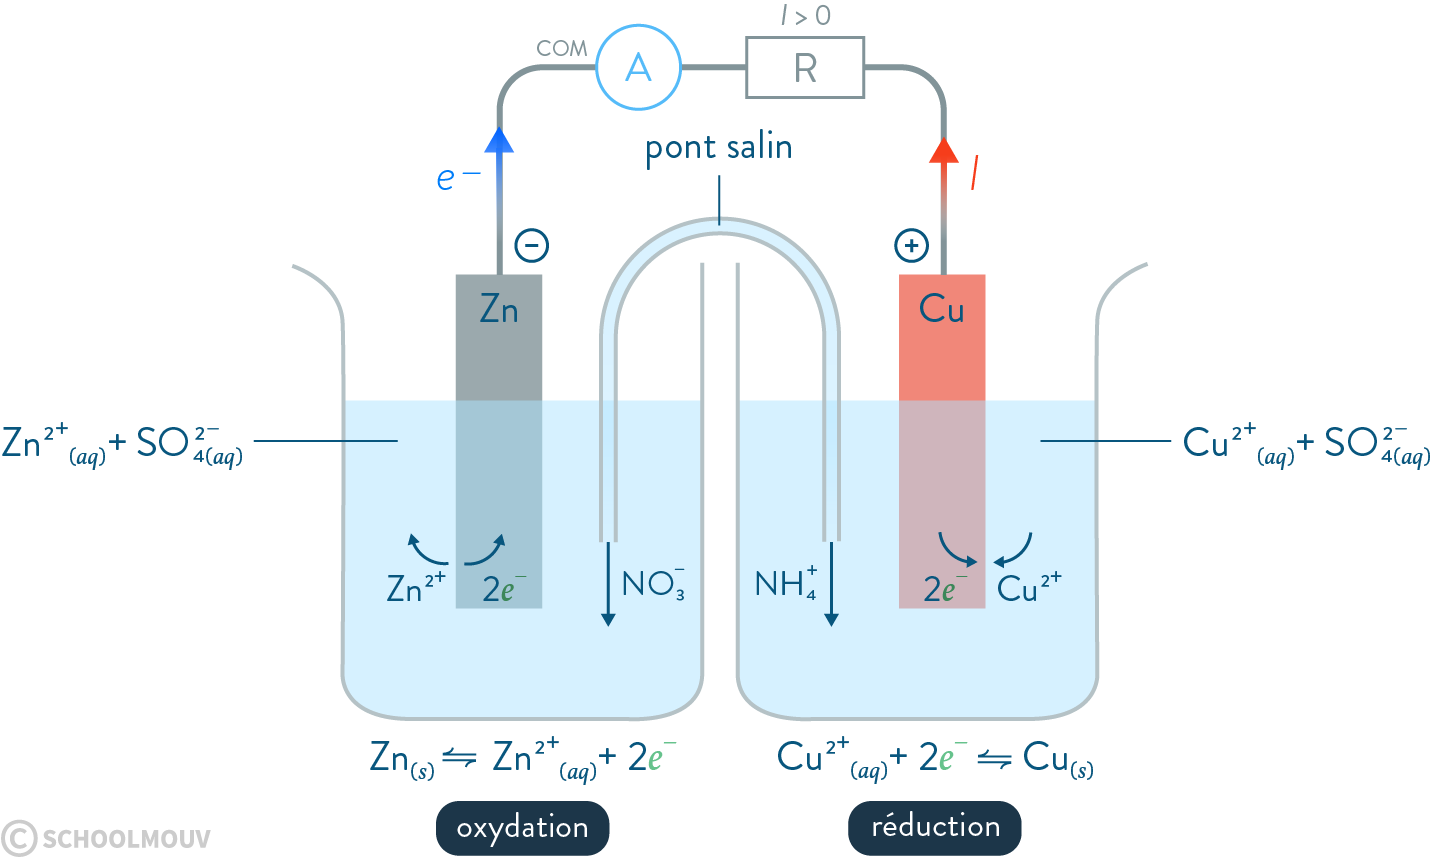 I > 0
COM
A
R
pont salin
e⁻
I
−
+
Zn
Cu
Zn²⁺(aq) + SO₄²⁻(aq)
Cu²⁺(aq) + SO₄²⁻(aq)
Zn²⁺
2e⁻
NO₃⁻
NH₄⁺
2e⁻
Cu²⁺
Zn(s) ⇌ Zn²⁺(aq) + 2e⁻
Cu²⁺(aq) + 2e⁻ ⇌ Cu(s)
oxydation
réduction
© SCHOOLMOUV